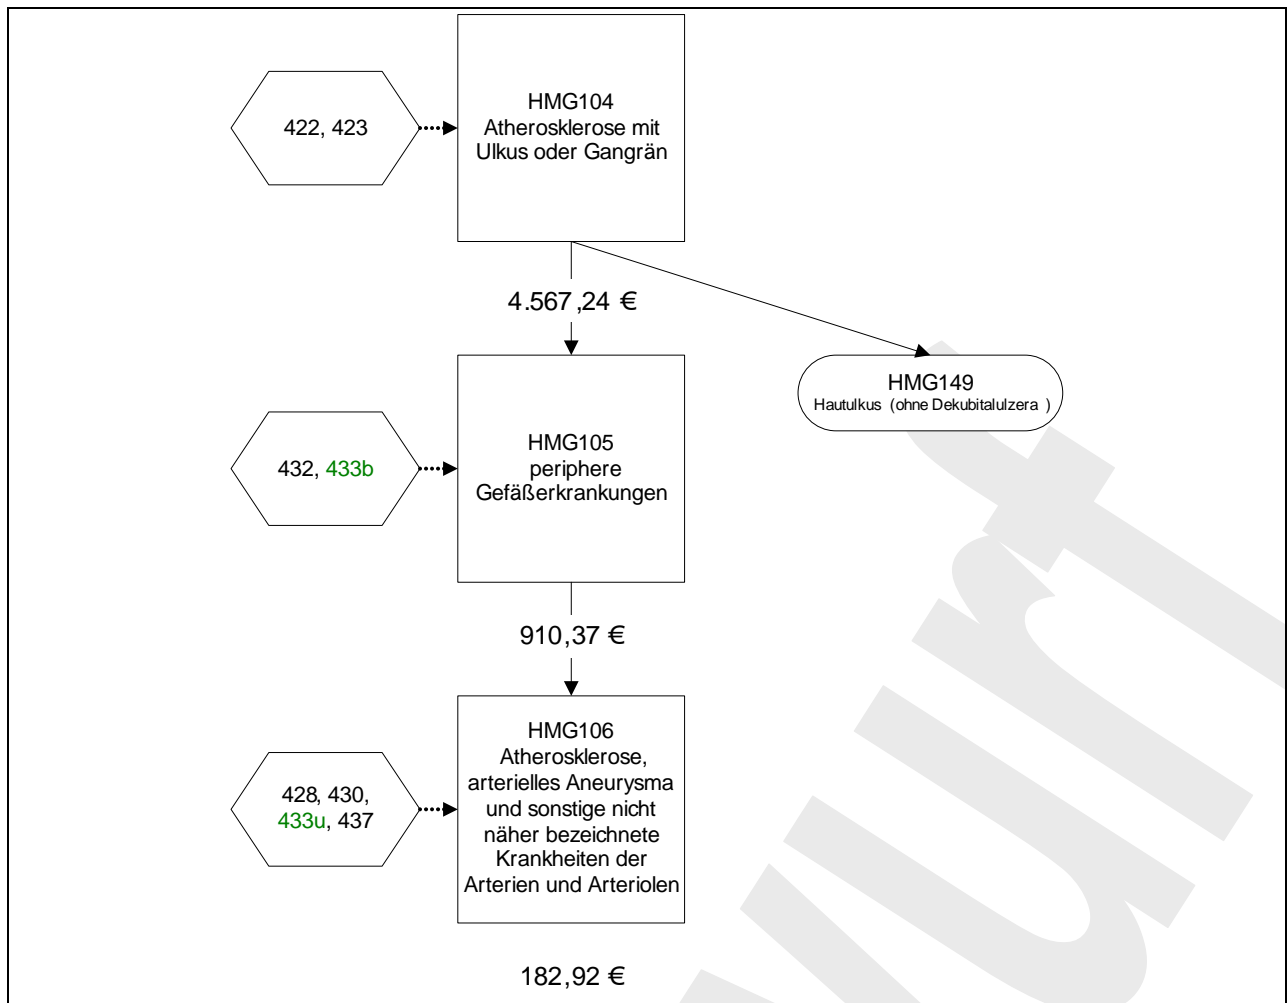 422, 423
HMG104
Atherosklerose mit
Ulkus oder Gangrän
4.567,24 €
HMG149
Hautulkus (ohne Dekubitalulzera )
432, 433b
HMG105
periphere
Gefäßerkrankungen
910,37 €
428, 430,
433u, 437
HMG106
Atherosklerose,
arterielles Aneurysma
und sonstige nicht
näher bezeichnete
Krankheiten der
Arterien und Arteriolen
182,92 €